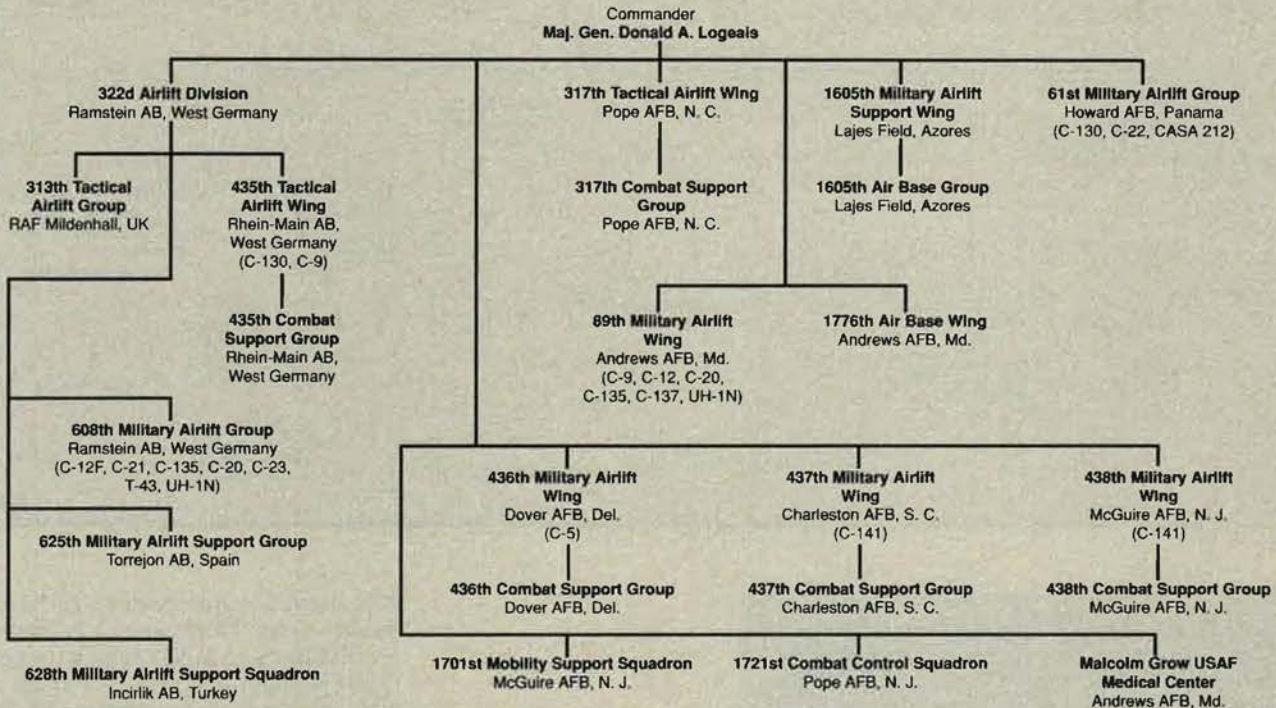 Commander
Maj. Gen. Donald A. Logeais
322d Airlift Division
Ramstein AB, West Germany
317th Tactical Airlift Wing
Pope AFB, N. C.
1605th Military Airlift
Support Wing
Lajes Field, Azores
61st Military Airlift Group
Howard AFB, Panama
(C-130, C-22, CASA 212)
313th Tactical
Airlift Group
RAF Mildenhall, UK
435th Tactical
Airlift Wing
Rhein-Main AB,
West Germany
(C-130, C-9)
317th Combat Support
Group
Pope AFB, N. C.
1605th Air Base Group
Lajes Field, Azores
435th Combat
Support Group
Rhein-Main AB,
West Germany
89th Military Airlift
Wing
Andrews AFB, Md.
(C-9, C-12, C-20,
C-135, C-137, UH-1N)
1776th Air Base Wing
Andrews AFB, Md.
608th Military Airlift Group
Ramstein AB, West Germany
(C-12F, C-21, C-135, C-20, C-23,
T-43, UH-1N)
436th Military Airlift
Wing
Dover AFB, Del.
(C-5)
437th Military Airlift
Wing
Charleston AFB, S. C.
(C-141)
438th Military Airlift
Wing
McGuire AFB, N. J.
(C-141)
625th Military Airlift Support Group
Torrejon AB, Spain
436th Combat Support Group
Dover AFB, Del.
437th Combat Support Group
Charleston AFB, S. C.
438th Combat Support Group
McGuire AFB, N. J.
628th Military Airlift Support Squadron
Incirlik AB, Turkey
1701st Mobility Support Squadron
McGuire AFB, N. J.
1721st Combat Control Squadron
Pope AFB, N. J.
Malcolm Grow USAF
Medical Center
Andrews AFB, Md.